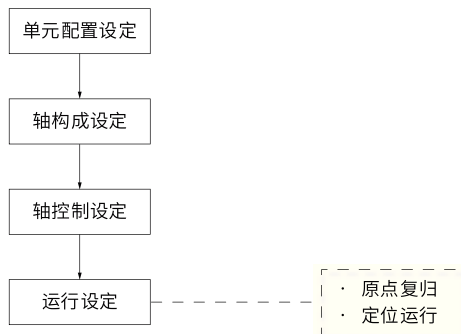 单元配置设定
轴构成设定
轴控制设定
运行设定
· 原点复归
· 定位运行